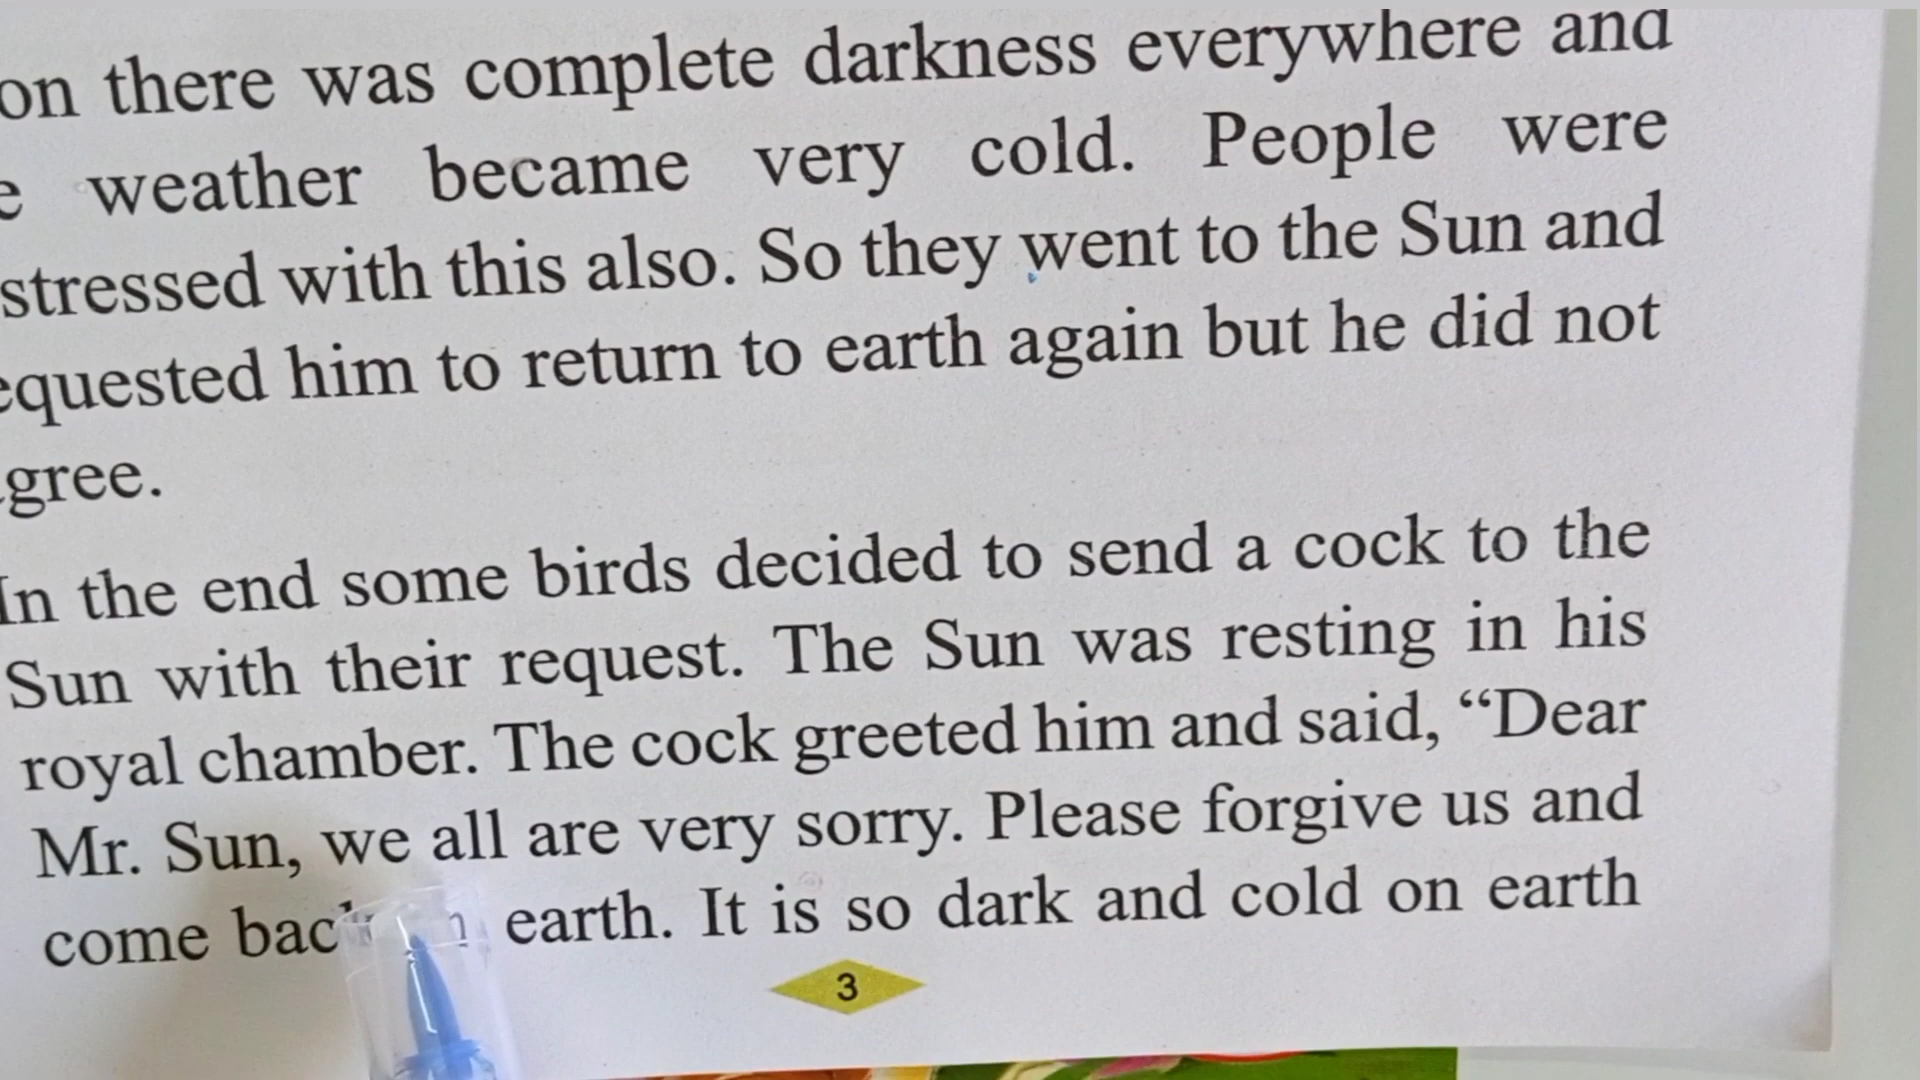 on there was complete darkness everywhere and
weather became very cold. People were
stressed with this also. So they went to the Sun and
equested him to return to earth again but he did not
gree.
In the end some birds decided to send a cock to the
Sun with their request. The Sun was resting in his
royal chamber. The cock greeted him and said, “Dear
Mr. Sun, we all are very sorry. Please forgive us and
come earth. It is so dark and cold on earth
3